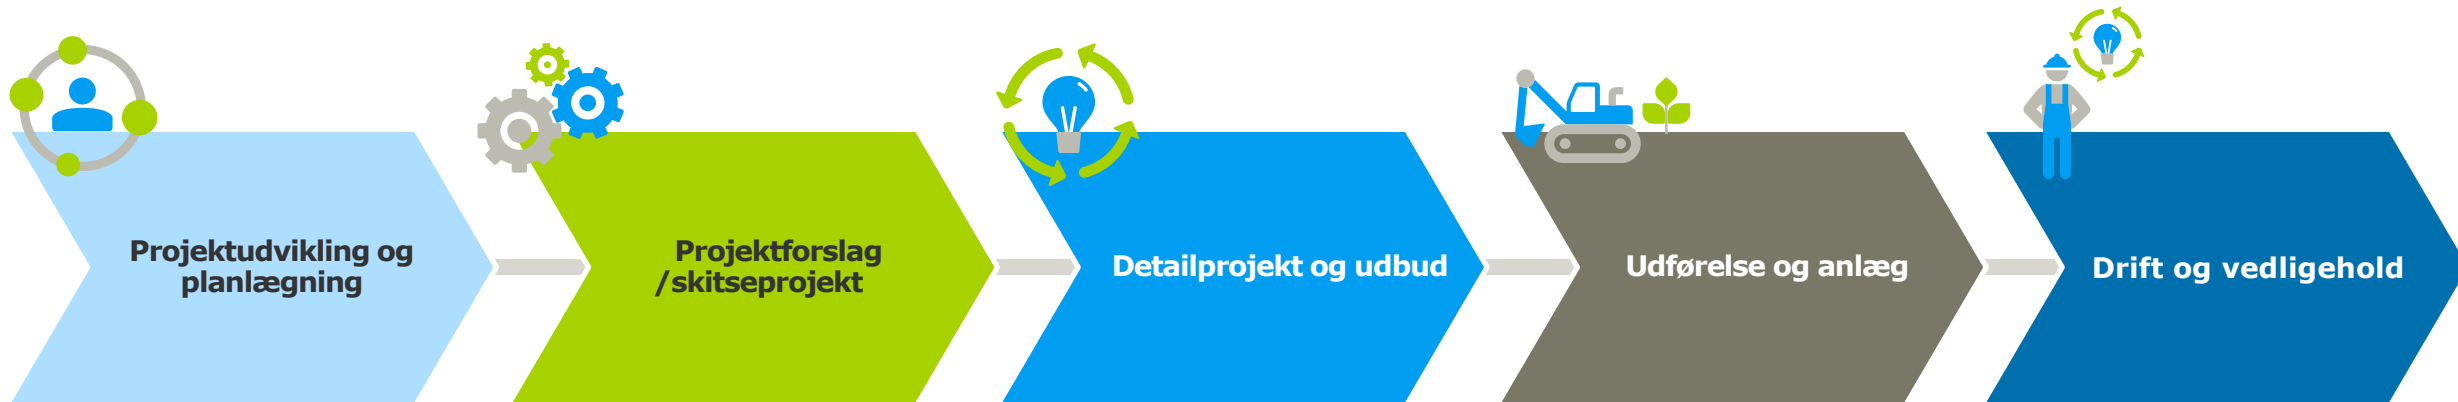 Projektudvikling og
planlægning
Projektforslag
/skitseprojekt
Detailprojekt og udbud
Udførelse og anlæg
Drift og vedligehold